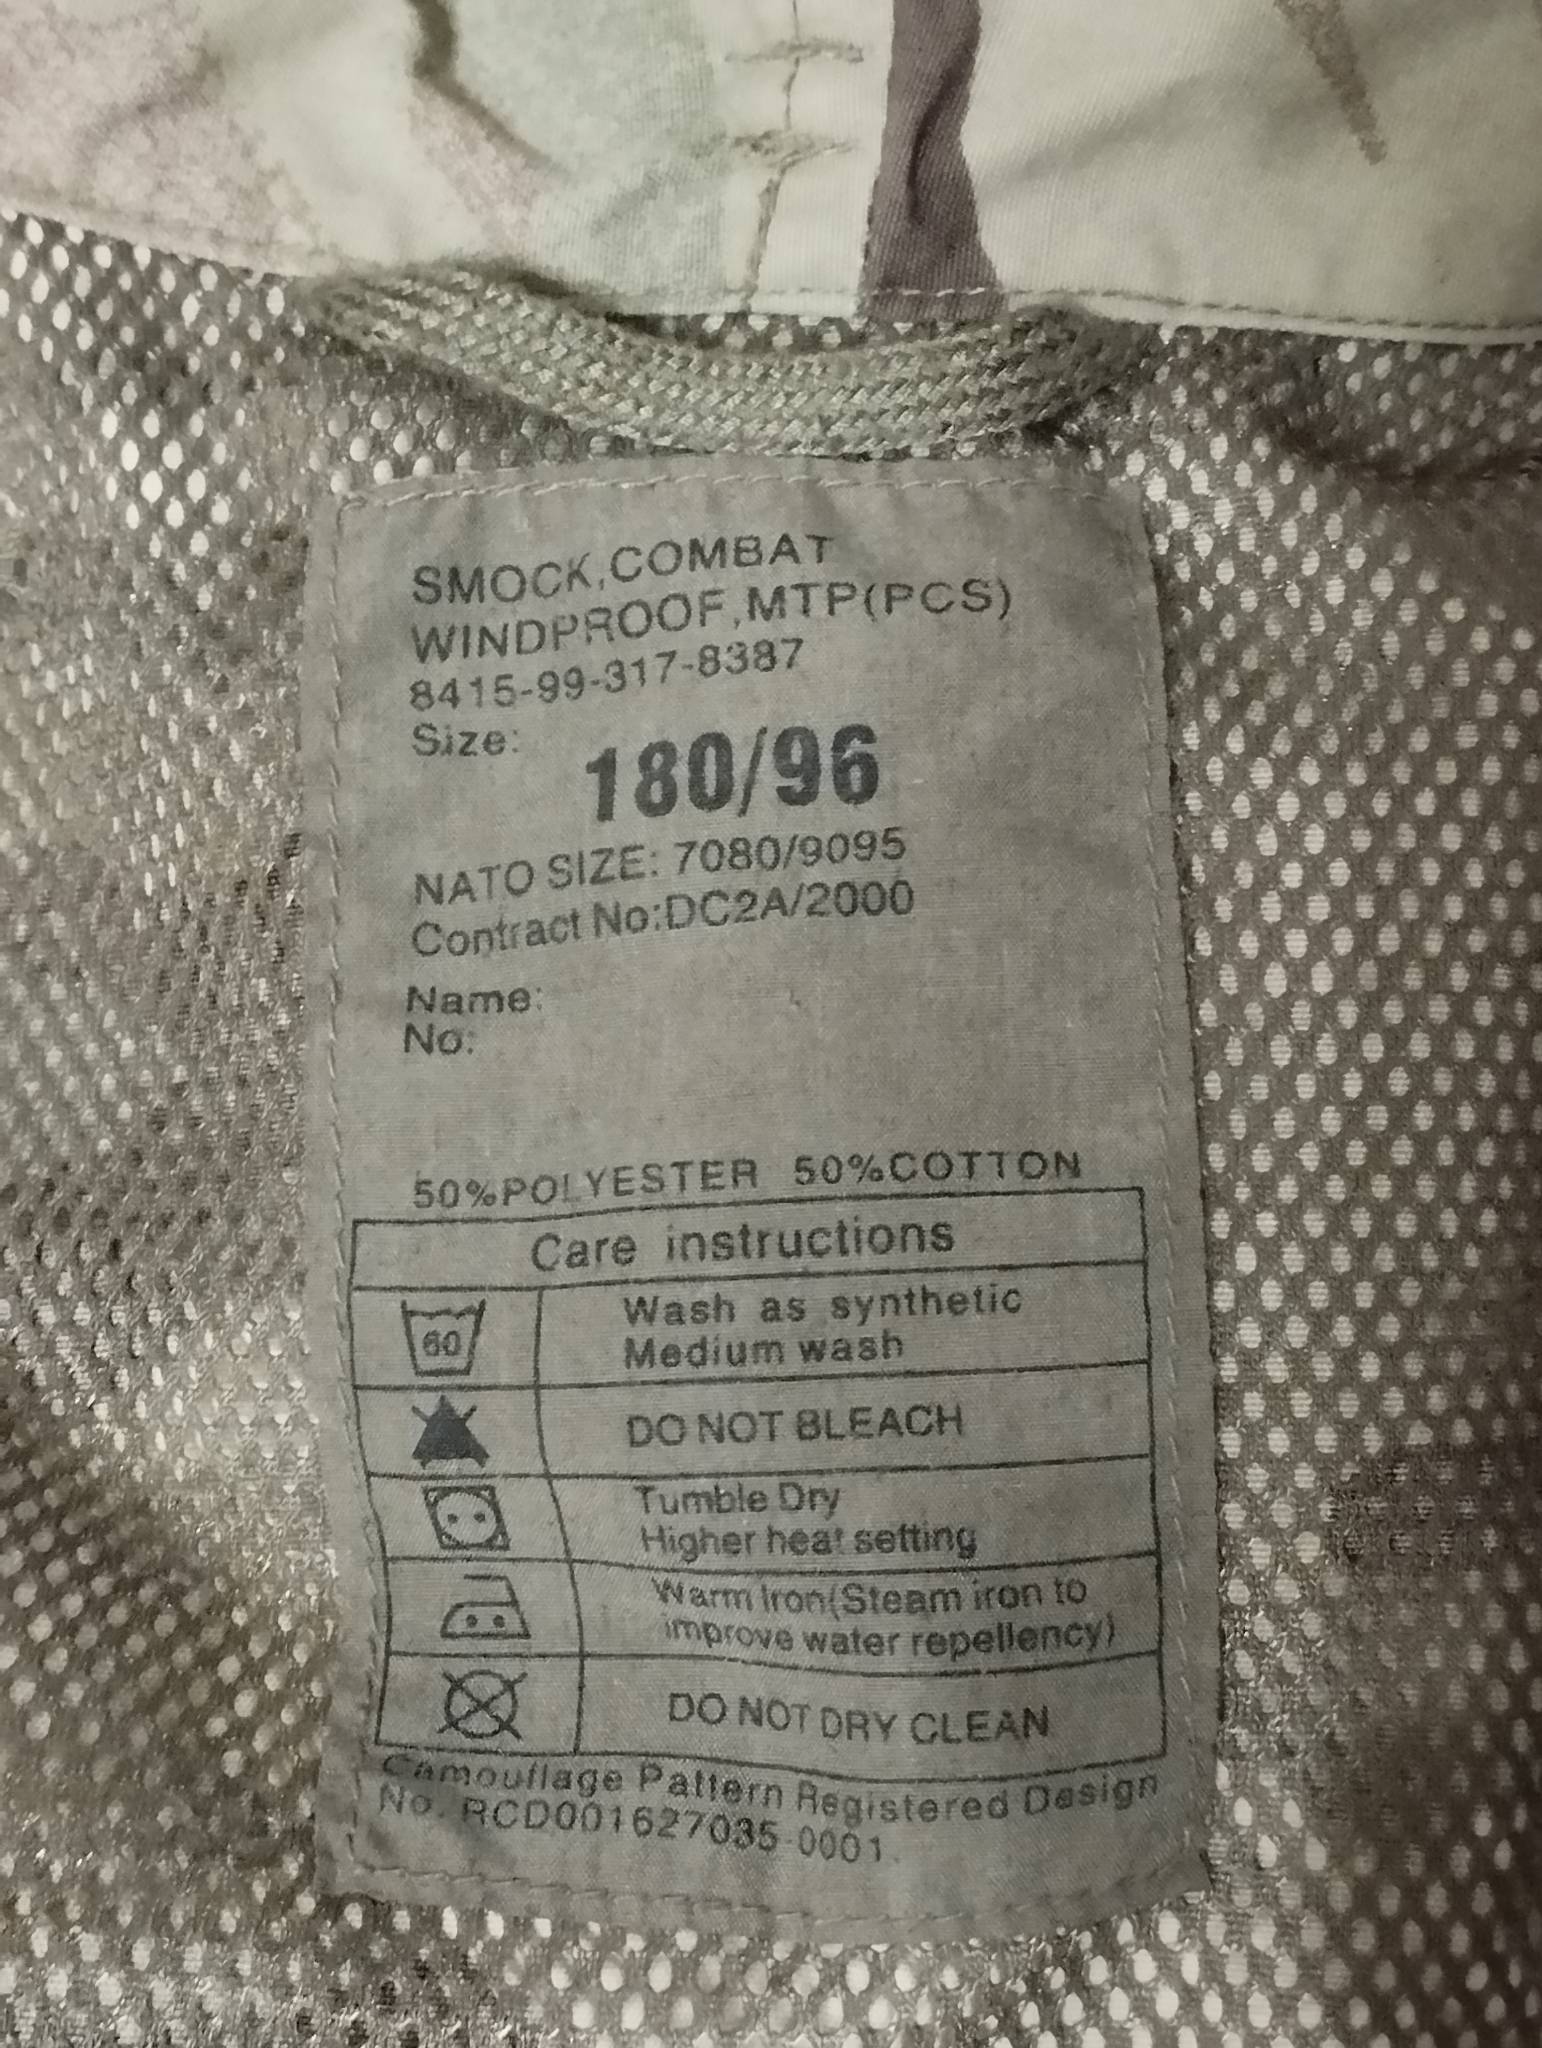 SMOCK,COMBAT
WINDPROOF,MTP(PCS)
8415-99-317-8387
Size:
180/96
NATO SIZE: 7080/9095
Contract No:DC2A/2000
Name:
No:
50%POLYESTER 50%COTTON
Care instructions
60
Wash as synthetic
Medium wash
DO NOT BLEACH
Tumble Dry
Higher heat setting
Warm Iron(Steam iron to
improve water repellency)
DO NOT DRY CLEAN
Camouflage Pattern Registered Design
No. RCD001627035-0001.